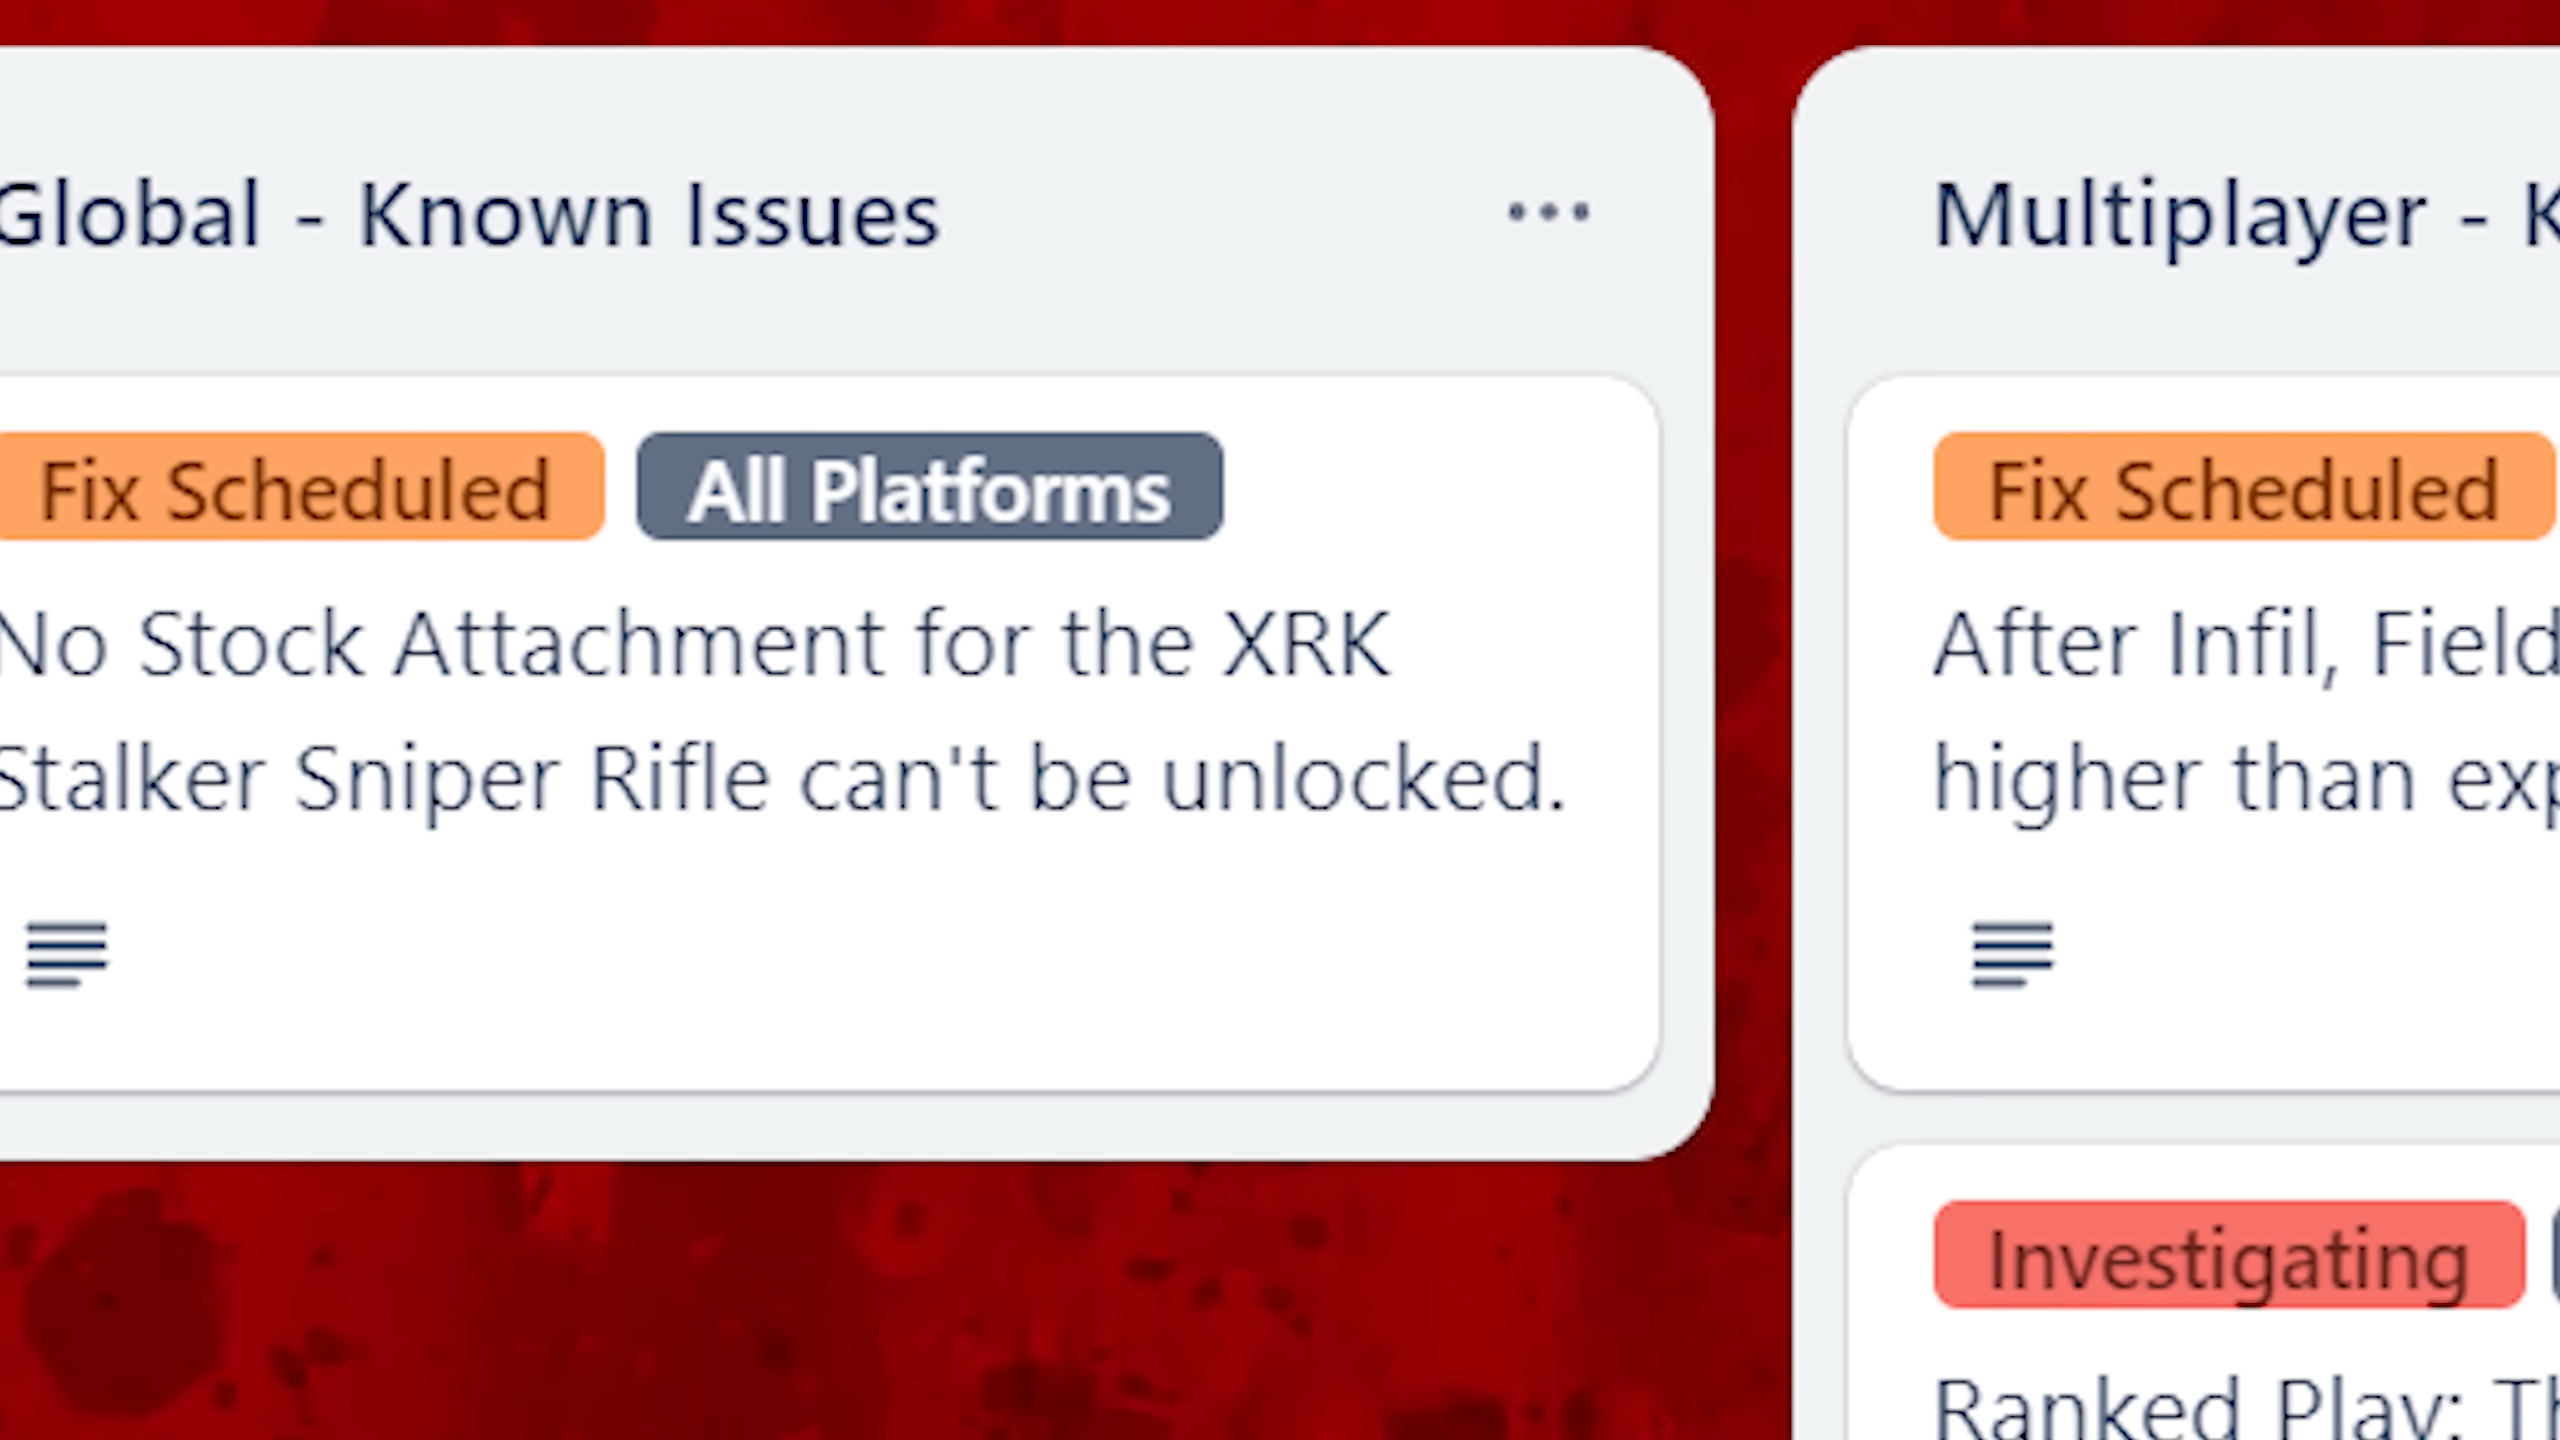 Global - Known Issues
Fix Scheduled
All Platforms
No Stock Attachment for the XRK
Stalker Sniper Rifle can't be unlocked.
Multiplayer -
Fix Scheduled
After Infil, Field
higher than
Investigating
Ranked Play: